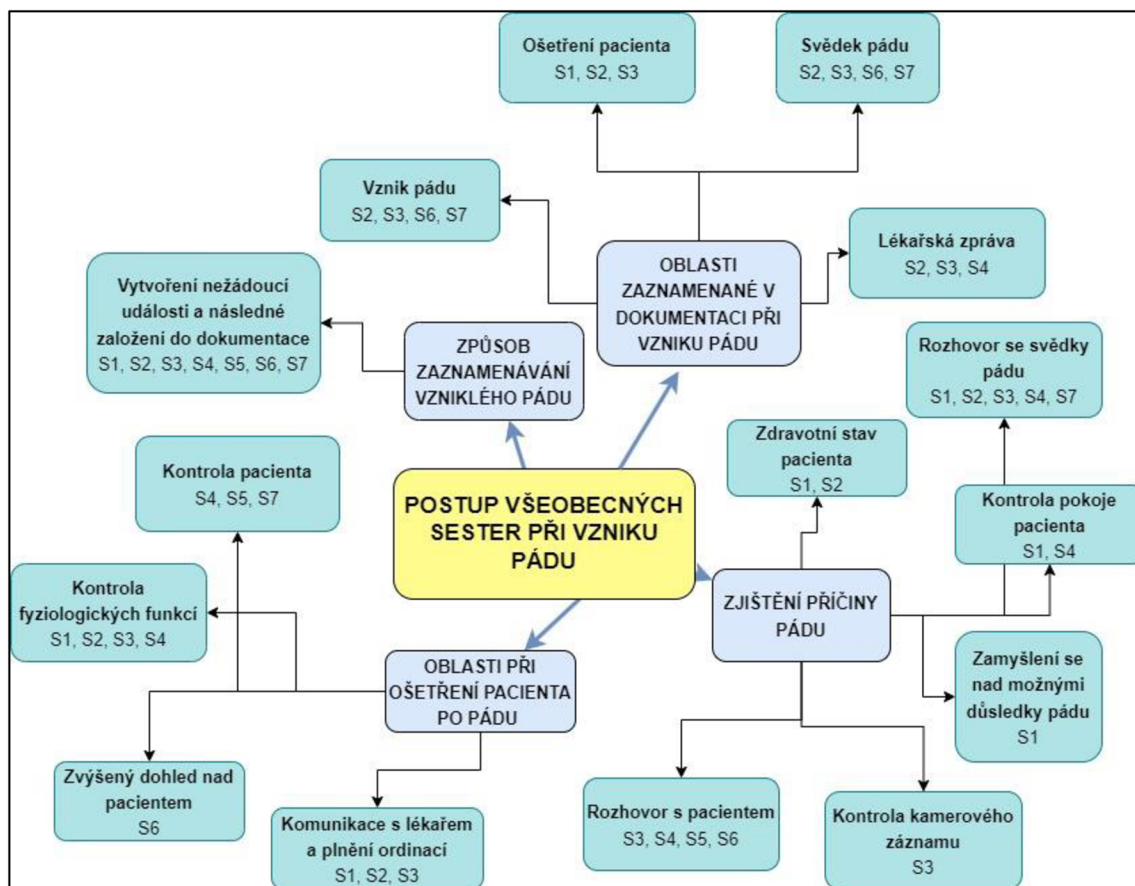 Ošetření pacienta
S1, S2, S3
Svědek pádu
S2, S3, S6, S7
Vznik pádu
S2, S3, S6, S7
OBLASTI
ZAZNAMENANÉ V
DOKUMENTACI PŘI
VZNIKU PÁDU
Lékařská zpráva
S2, S3, S4
Vytvoření nežádoucí
události a následné
založení do dokumentace
S1, S2, S3, S4, S5, S6, S7
ZPŮSOB
ZAZNAMENÁVÁNÍ
VZNIKLÉHO PÁDU
Rozhovor se svědky
pádu
S1, S2, S3, S4, S7
Zdravotní stav
pacienta
S1, S2
Kontrola pacienta
S4, S5, S7
POSTUP VŠEOBECNÝCH
SESTER PŘI VZNIKU
PÁDU
Kontrola pokoje
pacienta
S1, S4
Kontrola
fyziologických funkcí
S1, S2, S3, S4
ZJIŠTĚNÍ PŘÍČINY
PÁDU
OBLASTI PŘI
OŠETŘENÍ PACIENTA
PO PÁDU
Zamyšlení se
nad možnými
důsledky pádu
S1
Zvýšený dohled nad
pacientem
S6
Komunikace s lékařem
a plnění ordinací
S1, S2, S3
Rozhovor s pacientem
S3, S4, S5, S6
Kontrola kamerového
záznamu
S3